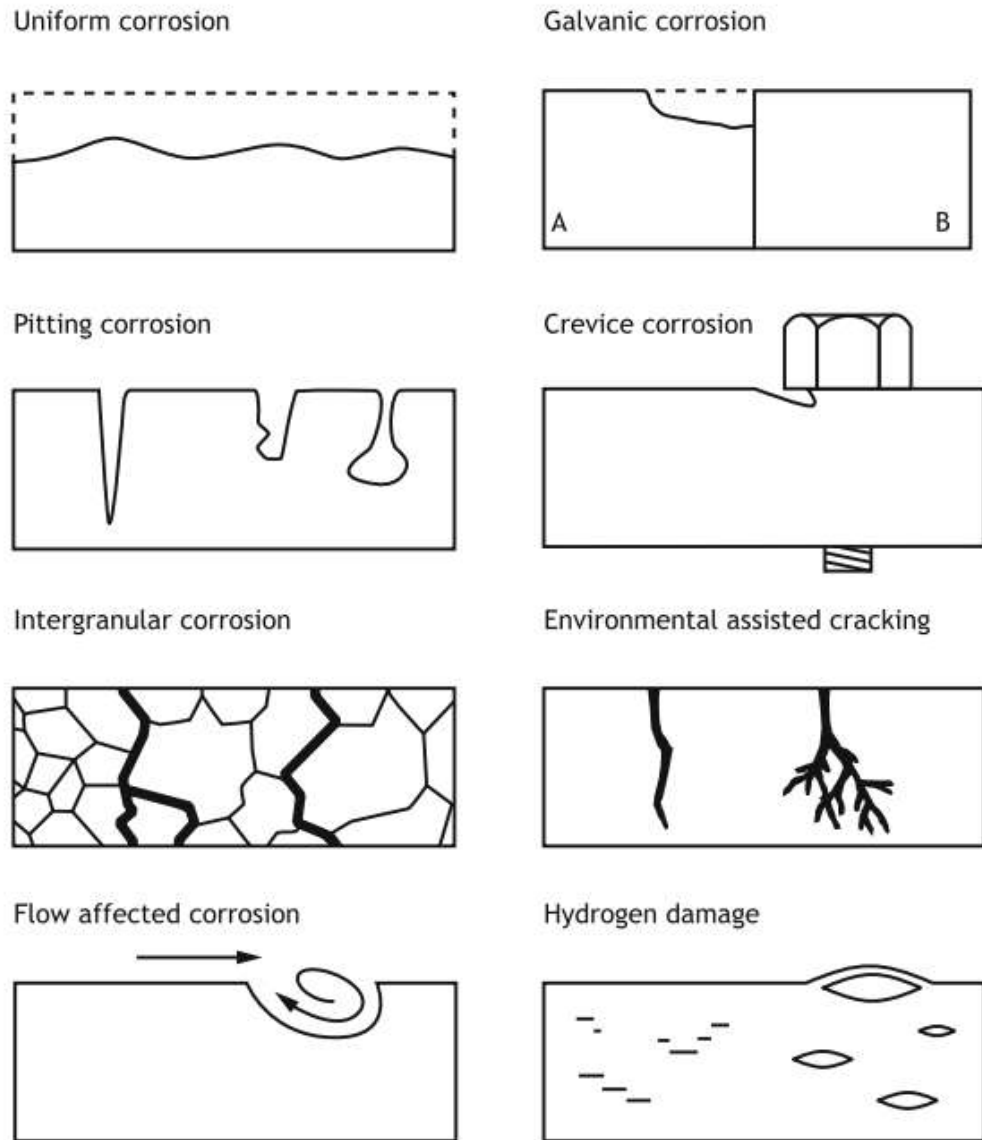 Uniform corrosion
Galvanic corrosion
A
B
Pitting corrosion
Crevice corrosion
Intergranular corrosion
Environmental assisted cracking
Flow affected corrosion
Hydrogen damage